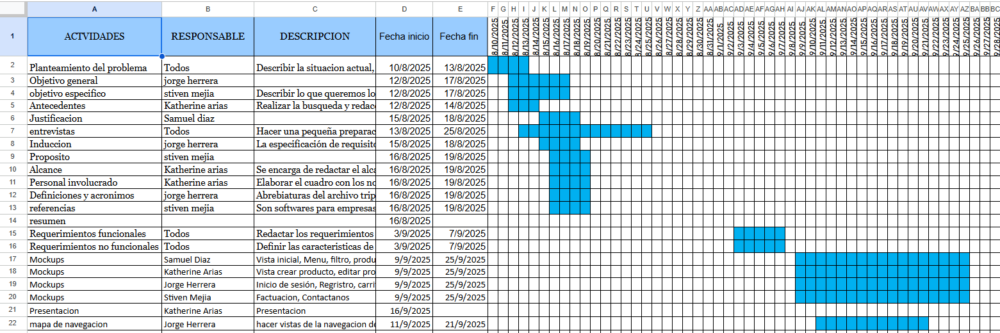 A B C D E F G H I J K L M N O P Q R S T U V W X Y Z AA AB AC AD AE AF AG AH AI AJ AK AL AM AN AO AP AQ AR AS AT AU AV AW AX AY AZ BA BB BC
1 ACTVIDADES RESPONSABLE DESCRIPCION Fecha inicio Fecha fin 8/10/2025 8/11/2025 8/12/2025 8/13/2025 8/14/2025 8/15/2025 8/16/2025 8/17/2025 8/18/2025 8/19/2025 8/20/2025 8/21/2025 8/22/2025 8/23/2025 8/24/2025 8/25/2025 8/26/2025 8/27/2025 8/28/2025 8/29/2025 8/30/2025 8/31/2025 9/1/2025 9/2/2025 9/3/2025 9/4/2025 9/5/2025 9/6/2025 9/7/2025 9/8/2025 9/9/2025 9/10/2025 9/11/2025 9/12/2025 9/13/2025 9/14/2025 9/15/2025 9/16/2025 9/17/2025 9/18/2025 9/19/2025 9/20/2025 9/21/2025 9/22/2025 9/23/2025 9/24/2025 9/25/2025 9/26/2025 9/27/2025 9/28/2025
2 Planteamiento del problema Todos Describir la situacion actual, 10/8/2025 13/8/2025
3 Objetivo general jorge herrera 12/8/2025 17/8/2025
4 objetivo especifico stiven mejia Describir lo que queremos lo 12/8/2025 17/8/2025
5 Antecedentes Katherine arias Realizar la busqueda y redac 12/8/2025 14/8/2025
6 Justificacion Samuel diaz 15/8/2025 18/8/2025
7 entrevistas Todos Hacer una pequeña preparac 13/8/2025 25/8/2025
8 Induccion jorge herrera La especificación de requisito 15/8/2025 18/8/2025
9 Proposito stiven mejia 16/8/2025 19/8/2025
10 Alcance Katherine arias Se encarga de redactar el alca 16/8/2025 19/8/2025
11 Personal involucrado Katherine arias Elaborar el cuadro con los no 16/8/2025 19/8/2025
12 Definiciones y acronimos jorge herrera Abrebiaturas del archivo trip 16/8/2025 19/8/2025
13 referencias stiven mejia Son softwares para empresas 16/8/2025 19/8/2025
14 resumen 16/8/2025
15 Requerimientos funcionales Todos Redactar los requerimientos 3/9/2025 7/9/2025
16 Requerimientos no funcionales Todos Definir las caracteristicas de 3/9/2025 7/9/2025
17 Mockups Samuel Diaz Vista inicial, Menu, filtro, produ 9/9/2025 25/9/2025
18 Mockups Katherine Arias Vista crear producto, editar pro 9/9/2025 25/9/2025
19 Mockups Jorge Herrera Inicio de sesión, Regristro, carri 9/9/2025 25/9/2025
20 Mockups Stiven Mejia Factuacion, Contactanos 9/9/2025 25/9/2025
21 Presentacion Katherine Arias Presentacion 16/9/2025
22 mapa de navegacion Jorge Herrera hacer vistas de la navegacion de 11/9/2025 21/9/2025